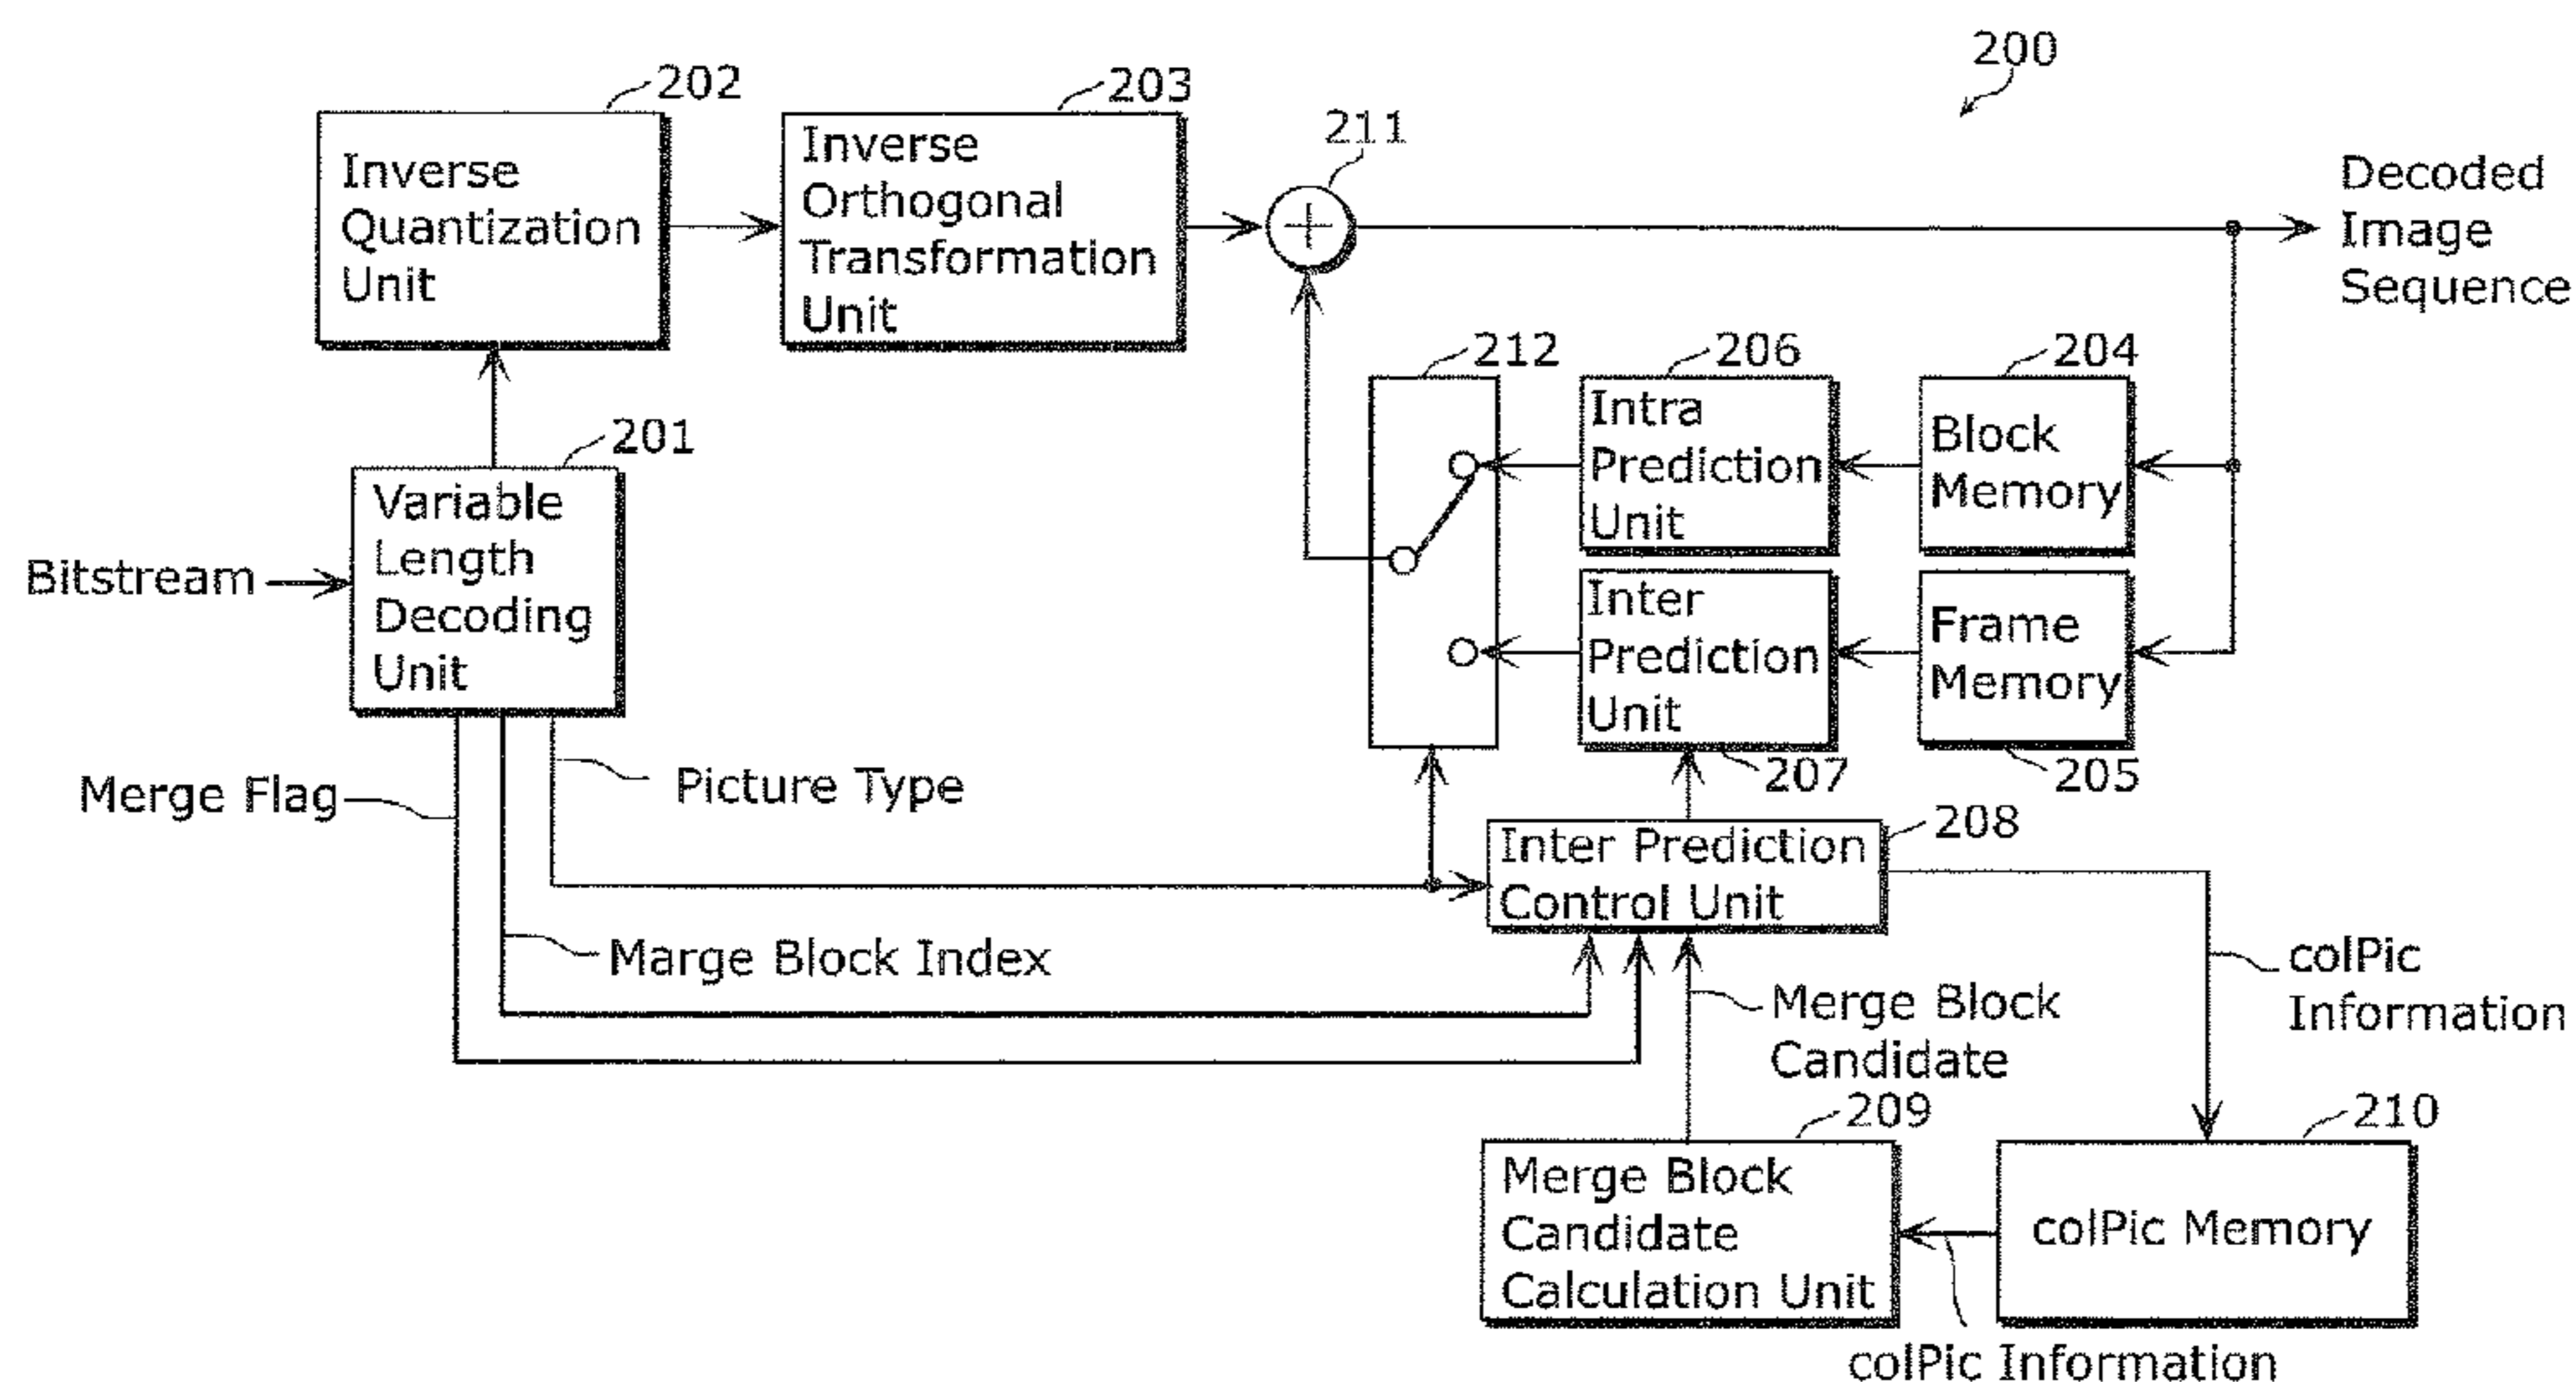 200
202
203
211
Inverse
Quantization
Unit
Inverse
Orthogonal
Transformation
Unit
Decoded
Image
Sequence
212
206
204
201
Variable
Length
Decoding
Unit
Intra
Prediction
Unit
Block
Memory
Bitstream
Inter
Prediction
Unit
Frame
Memory
207
205
Merge Flag
Picture Type
208
Inter Prediction
Control Unit
Marge Block Index
colPic
Information
Merge Block
Candidate
209
210
Merge Block
Candidate
Calculation Unit
colPic Memory
colPic Information